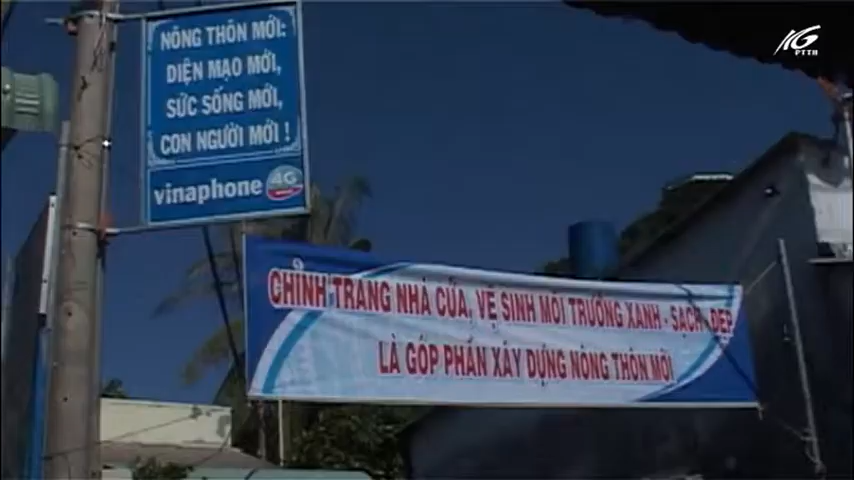 KG
PTTH
NÔNG THÔN MỚI:
DIỆN MẠO MỚI,
SỨC SỐNG MỚI,
CON NGƯỜI MỚI !
vinaphone 4G
CHỈNH TRANG NHÀ CỬA, VỆ SINH MÔI TRƯỜNG XANH - SẠCH - ĐẸP
LÀ GÓP PHẦN XÂY DỰNG NÔNG THÔN MỚI